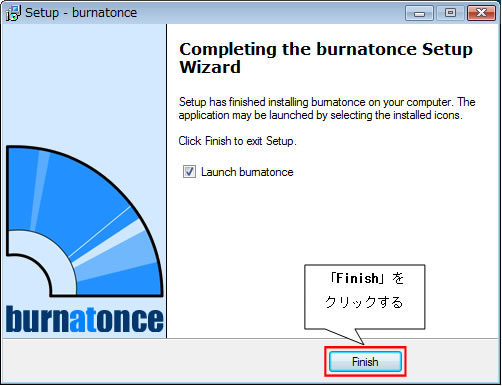 Setup - burnatonce
Completing the burnatonce Setup
Wizard
Setup has finished installing burnatonce on your computer. The
application may be launched by selecting the installed icons.
Click Finish to exit Setup.
Launch burnatonce
「Finish」を
クリックする
burnatonce
Finish